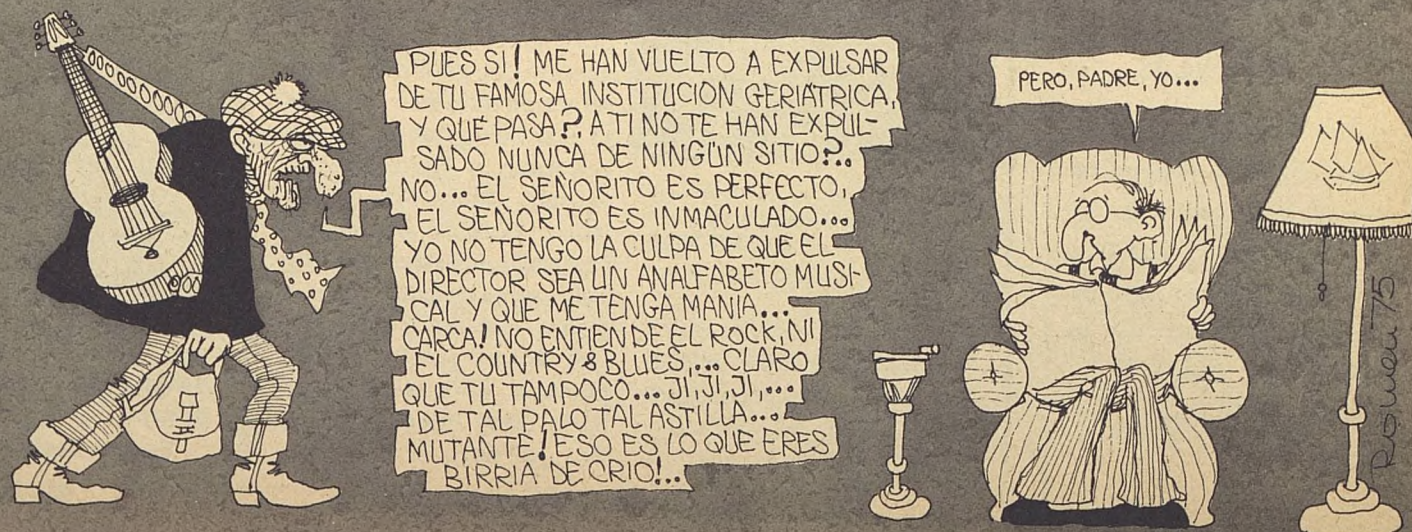 PUES SI! ME HAN VUELTO A EXPULSAR
DE TU FAMOSA INSTITUCION GERIÁTRICA,
Y QUÉ PASA?, A TI NO TE HAN EXPUL-
SADO NUNCA DE NINGÚN SITIO?..
NO... EL SEÑORITO ES PERFECTO,
EL SEÑORITO ES INMACULADO...
YO NO TENGO LA CULPA DE QUE EL
DIRECTOR SEA UN ANALFABETO MUSI-
CAL Y QUE ME TENGA MANIA...
CARCA! NO ENTIENDE EL ROCK, NI
EL COUNTRY & BLUES,... CLARO
QUE TU TAMPOCO... JI, JI, JI,...
DE TAL PALO TAL ASTILLA...
MUTANTE! ESO ES LO QUE ERES
BIRRIA DE CRIO!..
PERO, PADRE, YO...
75